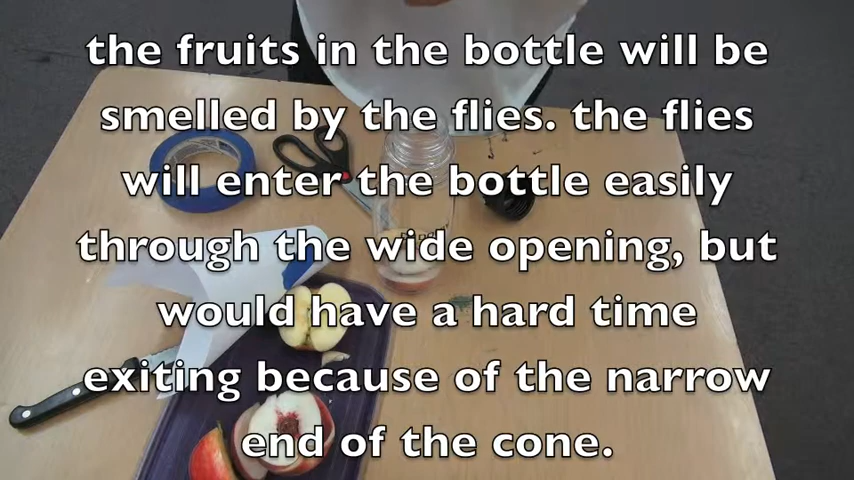 the fruits in the bottle will be
smelled by the flies. the flies
will enter the bottle easily
through the wide opening, but
would have a hard time
exiting because of the narrow
end of the cone.